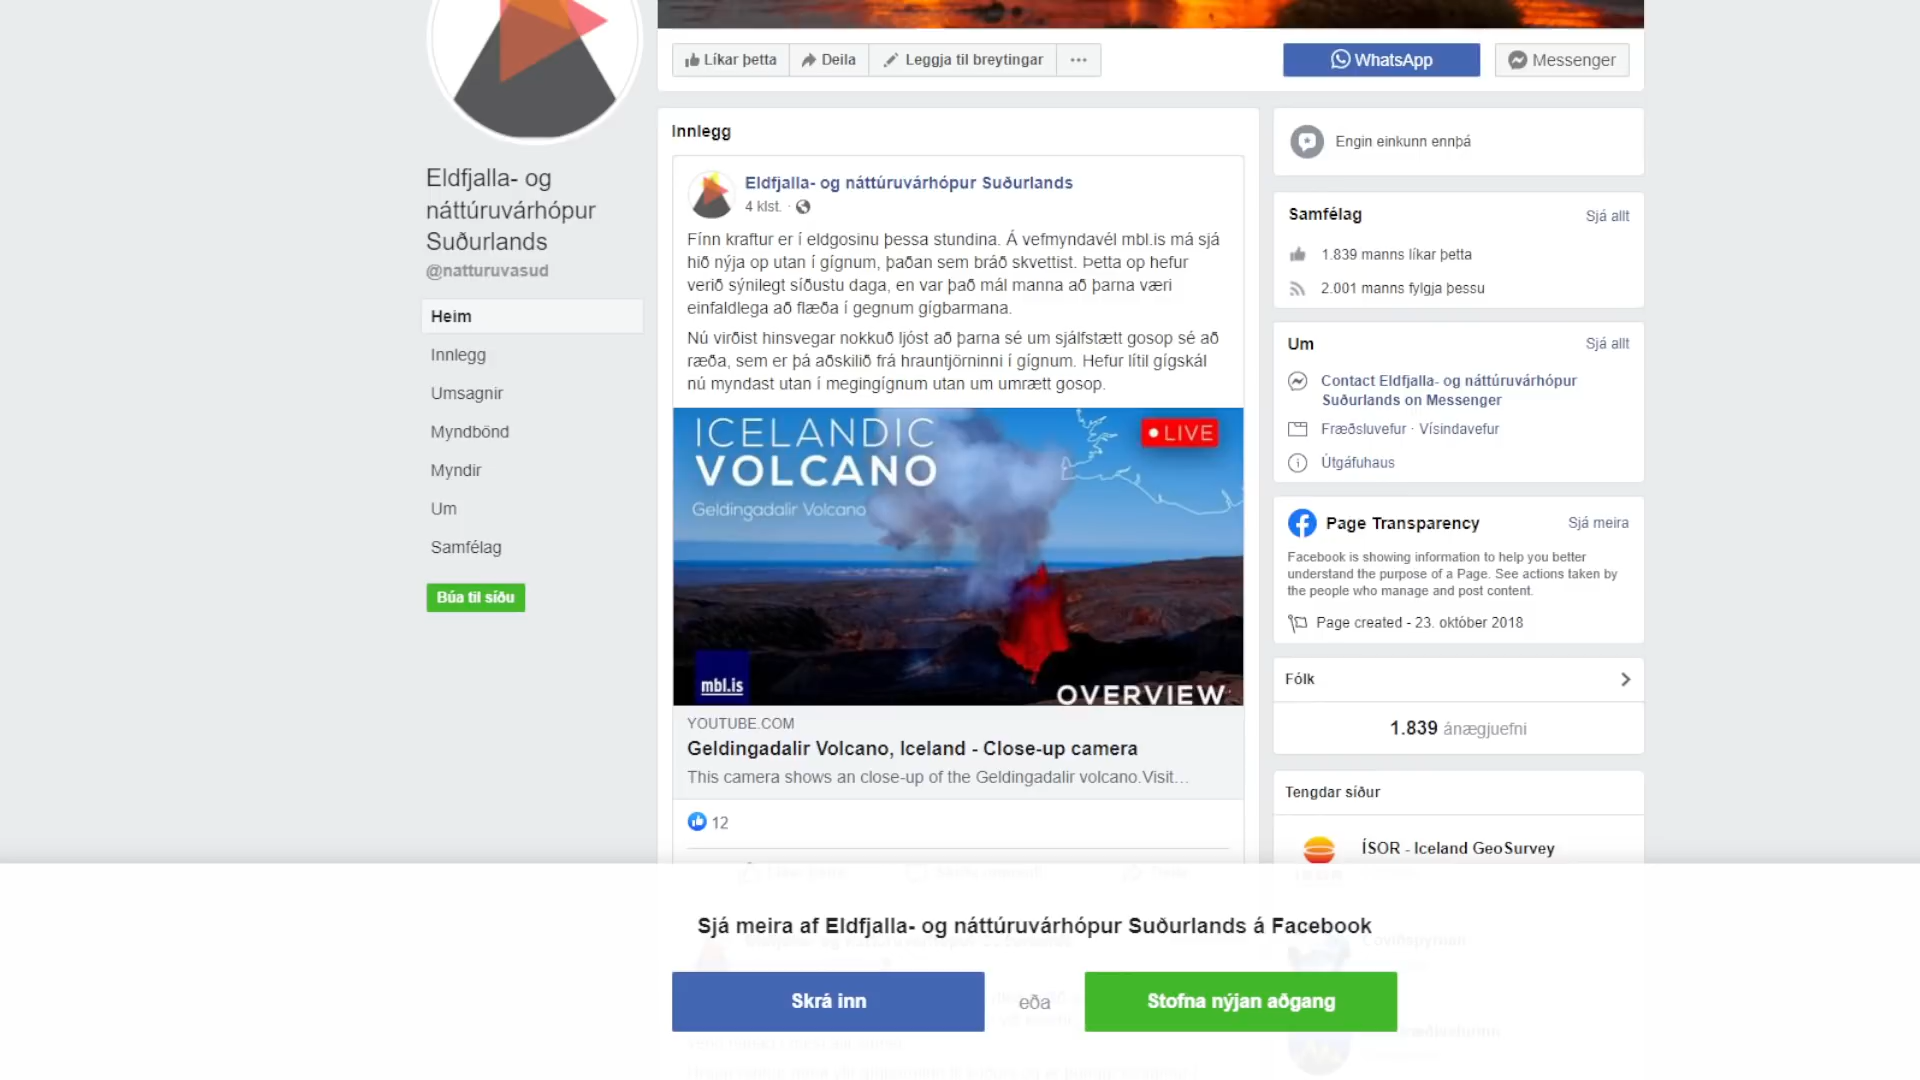 Líkar þetta
Deila
Leggja til breytingar
WhatsApp
Messenger
Eldfjalla- og
náttúruvárhópur
Suðurlands
@natturuvasud
Heim
Innlegg
Umsagnir
Myndbönd
Myndir
Um
Samfélag
Búa til síðu
Innlegg
Eldfjalla- og náttúruvárhópur Suðurlands
4 klst. ·
Fínn kraftur er í eldgosinu þessa stundina. Á vefmyndavél mbl.is má sjá
hið nýja op utan í gígnum, þaðan sem bráð skvettist. Þetta op hefur
verið sýnilegt síðustu daga, en var það mál manna að þarna væri
einfaldlega að flæða í gegnum gígbarmana.
Nú virðist hinsvegar nokkuð ljóst að þarna sé um sjálfstætt gosop sé að
ræða, sem er þá aðskilið frá hrauntjörninni í gígnum. Hefur lítil gígskál
nú myndast utan í megingígnum utan um umrætt gosop.
ICELANDIC
VOLCANO
Geldingadalir Volcano
LIVE
mbl.is
OVERVIEW
YOUTUBE.COM
Geldingadalir Volcano, Iceland - Close-up camera
This camera shows an close-up of the Geldingadalir volcano.Visit...
12
Engin einkunn ennþá
Samfélag
Sjá allt
1.839 manns líkar þetta
2.001 manns fylgja þessu
Um
Sjá allt
Contact Eldfjalla- og náttúruvárhópur
Suðurlands on Messenger
Fræðsluvefur · Vísindavefur
Útgáfuhaus
Page Transparency
Sjá meira
Facebook is showing information to help you better
understand the purpose of a Page. See actions taken by
the people who manage and post content.
Page created - 23. október 2018
Fólk
1.839 ánægjuefni
Tengdar síður
ÍSOR - Iceland GeoSurvey
Sjá meira af Eldfjalla- og náttúruvárhópur Suðurlands á Facebook
Skrá inn
eða
Stofna nýjan aðgang